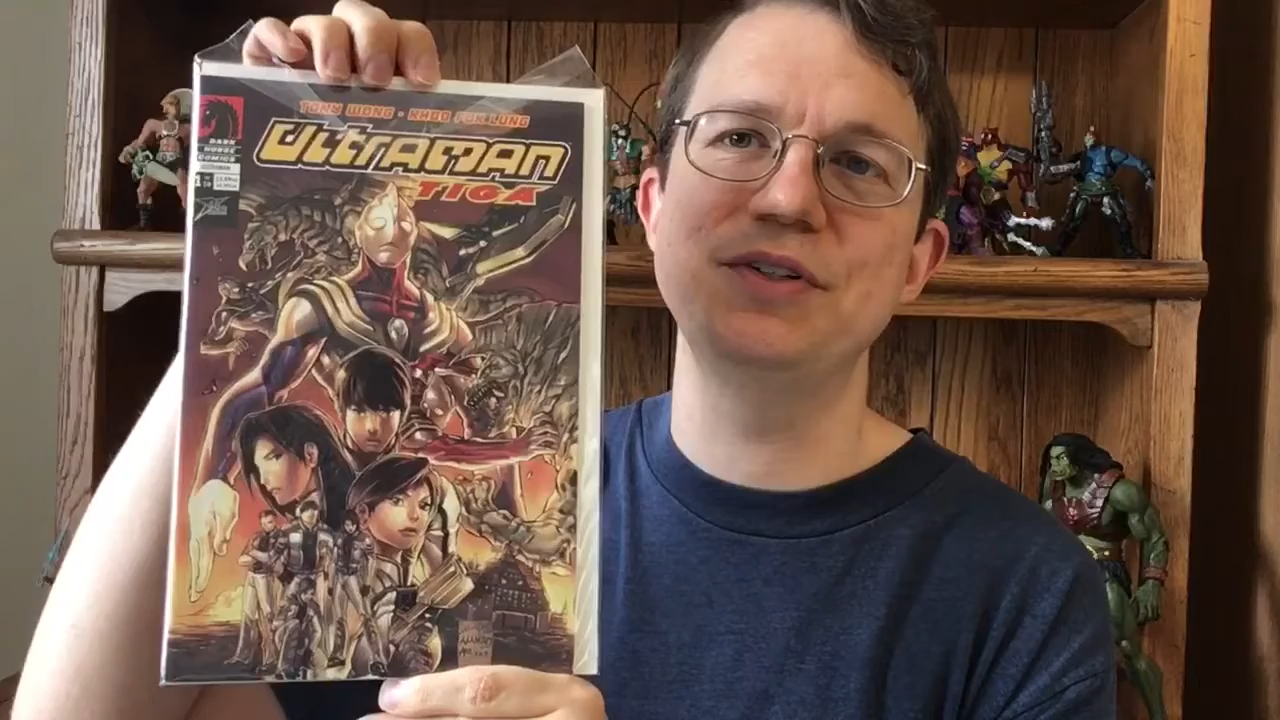 TONY WONG · KHOO FUK LUNG
ULTRAMAN
TIGA
DARK
HORSE
COMICS